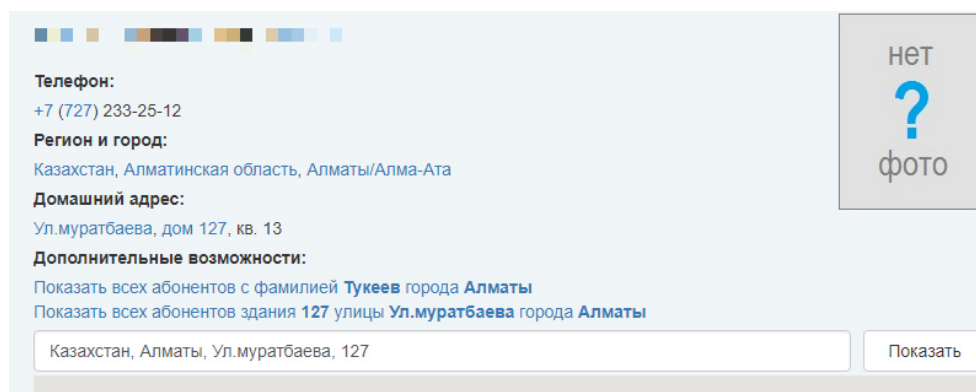 нет
?
фото
Телефон:
+7 (727) 233-25-12
Регион и город:
Казахстан, Алматинская область, Алматы/Алма-Ата
Домашний адрес:
Ул.муратбаева, дом 127, кв. 13
Дополнительные возможности:
Показать всех абонентов с фамилией Тукеев города Алматы
Показать всех абонентов здания 127 улицы Ул.муратбаева города Алматы
Казахстан, Алматы, Ул.муратбаева, 127
Показать